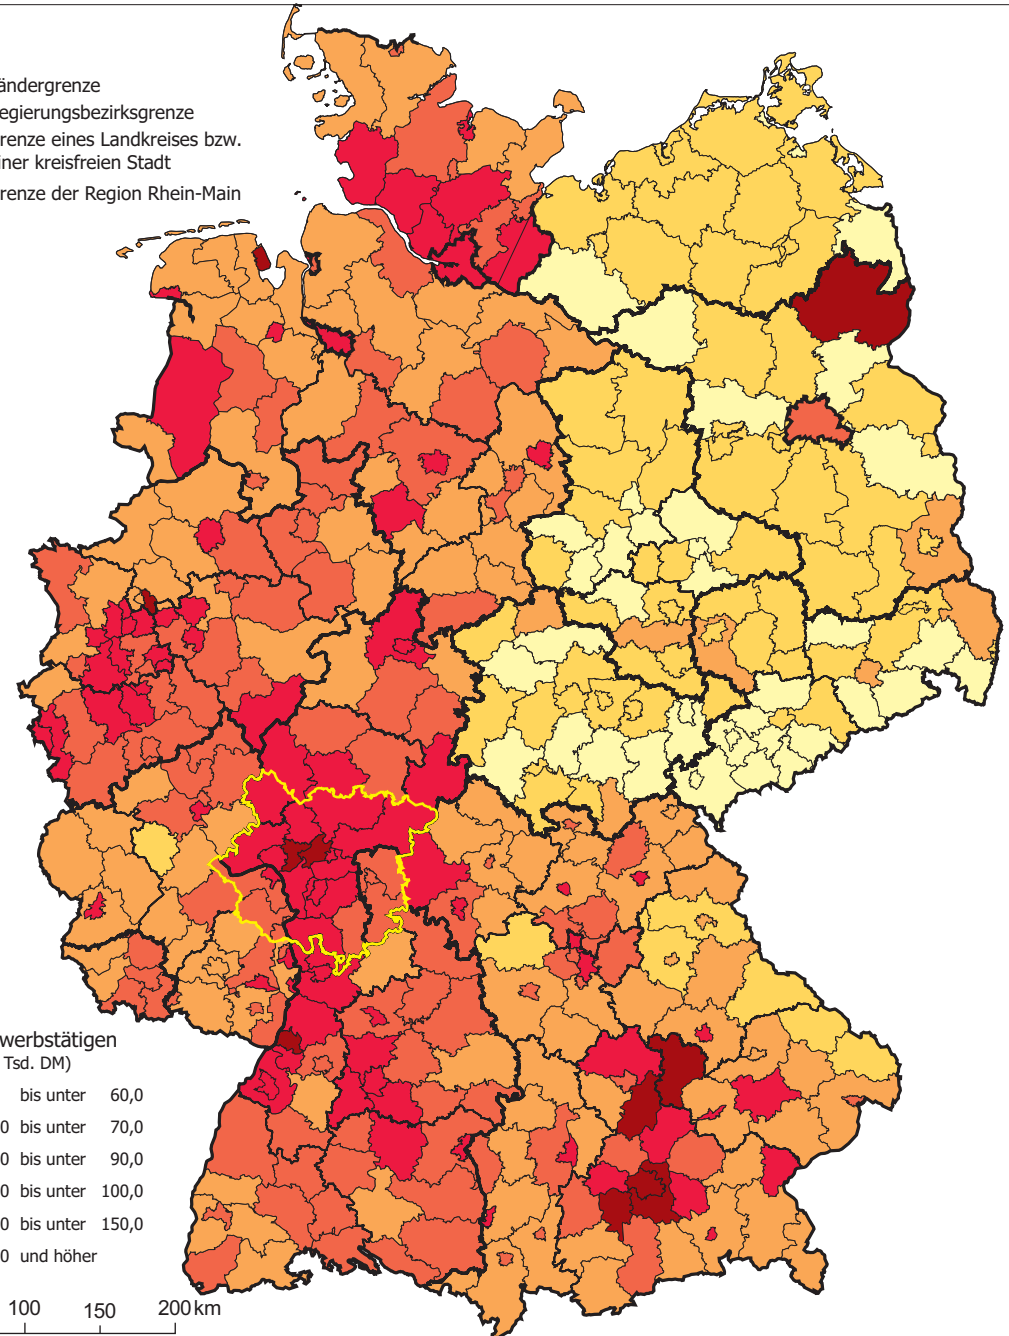 ändergrenze
egierungsbezirksgrenze
renze eines Landkreises bzw.
iner kreisfreien Stadt
renze der Region Rhein-Main
werbstätigen
Tsd. DM)
bis unter 60,0
0 bis unter 70,0
0 bis unter 90,0
0 bis unter 100,0
0 bis unter 150,0
0 und höher
100 150 200 km